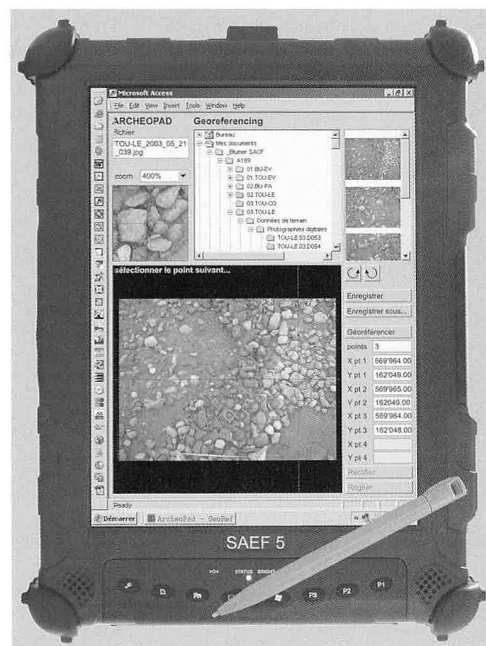 Microsoft Access
File Edit View Insert Tools Window Help
ARCHEOPAD
Georeferencing
fichier
TOU-LE_2003_05_21
_039.jpg
zoom 400%
Bureau
Mes documents
_Blumer SACF
A189
01.BU-EV
01.TOU-EV
02.BU-PA
02.TOU-LE
03.TOU-CO
03.TOU-LE
Données de terrain
Photographies digitales
TOU-LE.03.D053
TOU-LE.03.D054
sélectionner le point suivant...
Enregistrer
Enregistrer sous...
Géoréférencer
points 3
X pt 1 569'964.00
Y pt 1 162'049.00
X pt 2 569'965.00
Y pt 2 162049.00
X pt 3 569'964.00
Y pt 3 162'048.00
X pt 4
Y pt 4
Rectifier
Rogner
Ready
Démarrer
ArcheoPad - GeoRef
SAEF 5
STATUS BRIGHT
Fn
P3
P2
P1